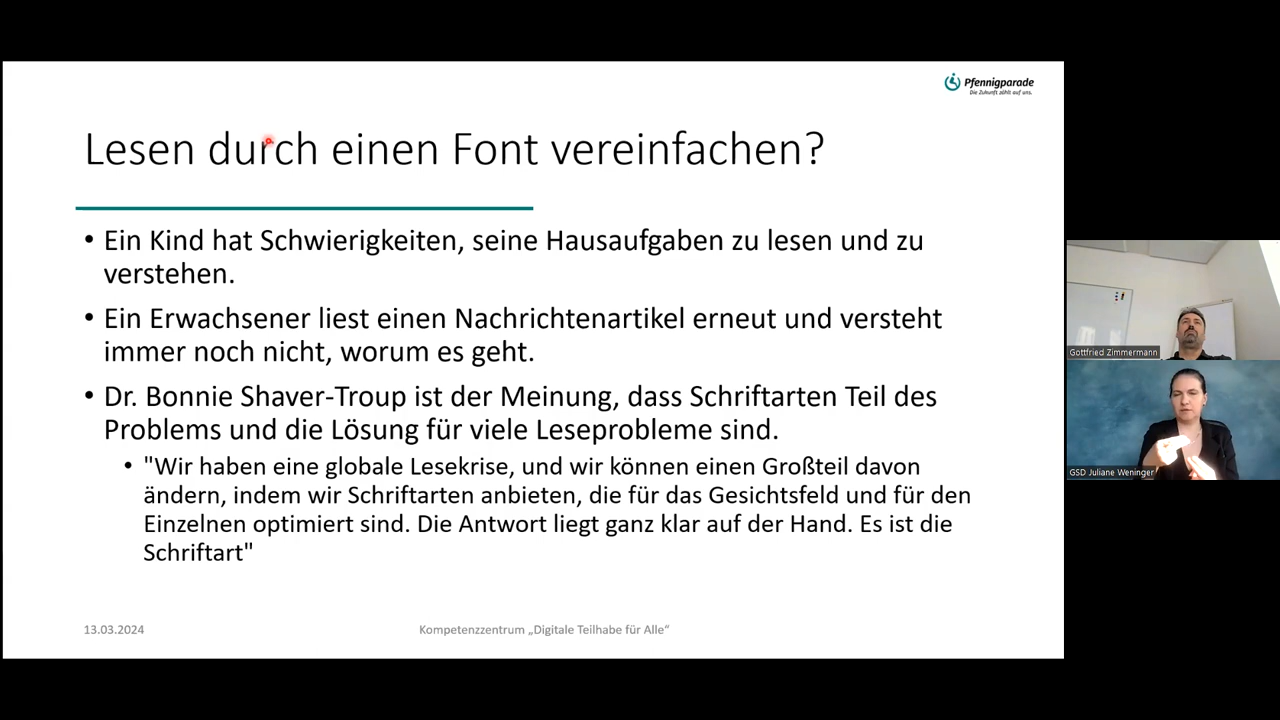 Pfennigparade
Die Zukunft zählt auf uns.
Lesen durch einen Font vereinfachen?
• Ein Kind hat Schwierigkeiten, seine Hausaufgaben zu lesen und zu
verstehen.
• Ein Erwachsener liest einen Nachrichtenartikel erneut und versteht
immer noch nicht, worum es geht.
• Dr. Bonnie Shaver-Troup ist der Meinung, dass Schriftarten Teil des
Problems und die Lösung für viele Leseprobleme sind.
• "Wir haben eine globale Lesekrise, und wir können einen Großteil davon
ändern, indem wir Schriftarten anbieten, die für das Gesichtsfeld und für den
Einzelnen optimiert sind. Die Antwort liegt ganz klar auf der Hand. Es ist die
Schriftart"
13.03.2024
Kompetenzzentrum „Digitale Teilhabe für Alle“
Gottfried Zimmermann
GSD Juliane Weninger